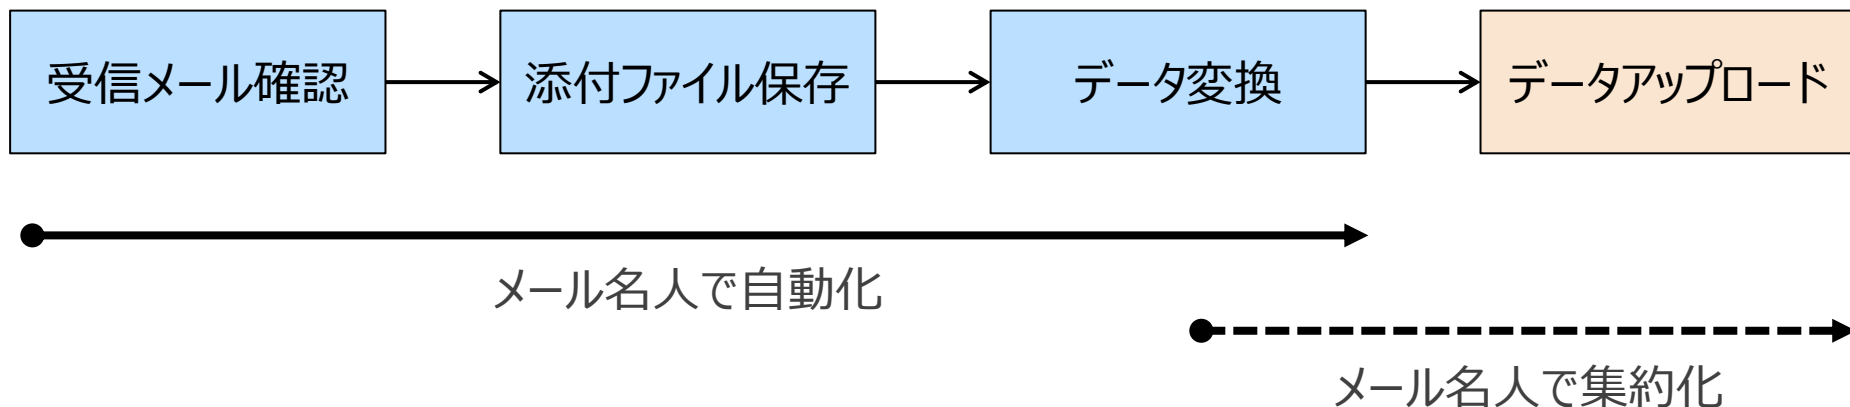 受信メール確認
添付ファイル保存
データ変換
データアップロード
メール名人で自動化
メール名人で集約化